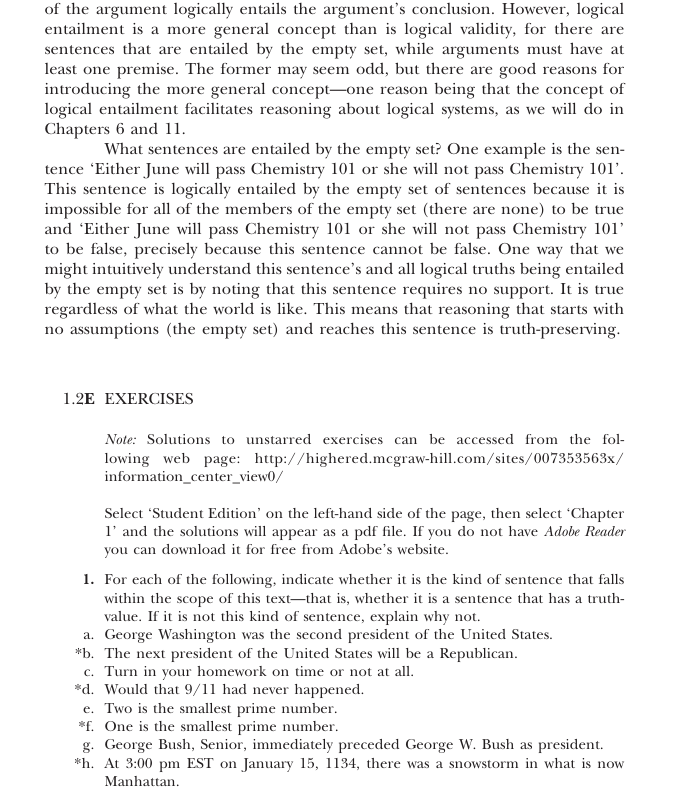 of the argument logically entails the argument's conclusion. However, logical
entailment is a more general concept than is logical validity, for there are
sentences that are entailed by the empty set, while arguments must have at
least one premise. The former may seem odd, but there are good reasons for
introducing the more general concept—one reason being that the concept of
logical entailment facilitates reasoning about logical systems, as we will do in
Chapters 6 and 11.
What sentences are entailed by the empty set? One example is the sen-
tence 'Either June will pass Chemistry 101 or she will not pass Chemistry 101'.
This sentence is logically entailed by the empty set of sentences because it is
impossible for all of the members of the empty set (there are none) to be true
and 'Either June will pass Chemistry 101 or she will not pass Chemistry 101'
to be false, precisely because this sentence cannot be false. One way that we
might intuitively understand this sentence's and all logical truths being entailed
by the empty set is by noting that this sentence requires no support. It is true
regardless of what the world is like. This means that reasoning that starts with
no assumptions (the empty set) and reaches this sentence is truth-preserving.
1.2E EXERCISES
Note: Solutions to unstarred exercises can be accessed from the fol-
lowing web page: http://highered.mcgraw-hill.com/sites/007353563x/
information_center_view0/
Select 'Student Edition' on the left-hand side of the page, then select 'Chapter
1' and the solutions will appear as a pdf file. If you do not have Adobe Reader
you can download it for free from Adobe's website.
1. For each of the following, indicate whether it is the kind of sentence that falls
within the scope of this text—that is, whether it is a sentence that has a truth-
value. If it is not this kind of sentence, explain why not.
a. George Washington was the second president of the United States.
*b. The next president of the United States will be a Republican.
c. Turn in your homework on time or not at all.
*d. Would that 9/11 had never happened.
e. Two is the smallest prime number.
*f. One is the smallest prime number.
g. George Bush, Senior, immediately preceded George W. Bush as president.
*h. At 3:00 pm EST on January 15, 1134, there was a snowstorm in what is now
Manhattan.